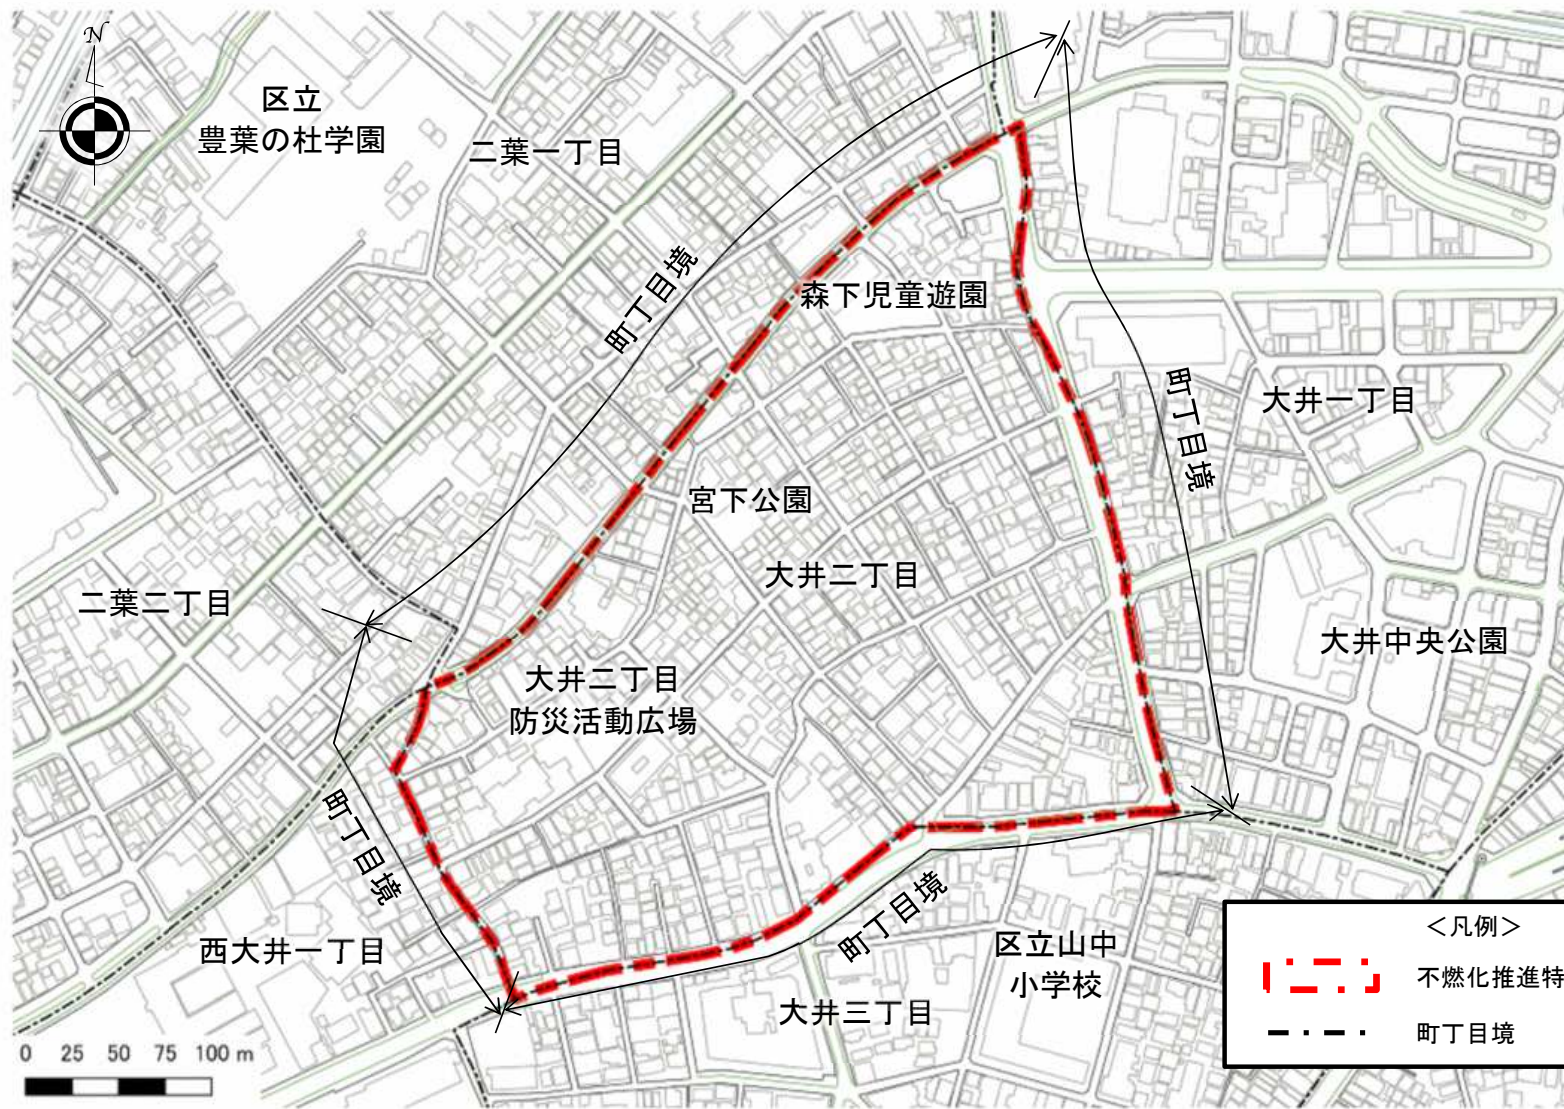 N
区立
豊葉の杜学園
二葉一丁目
町丁目境
森下児童遊園
町丁目境
大井一丁目
宮下公園
大井二丁目
二葉二丁目
大井中央公園
大井二丁目
防災活動広場
町丁目境
町丁目境
西大井一丁目
区立山中
小学校
大井三丁目
＜凡例＞
不燃化推進特
町丁目境
0 25 50 75 100 m